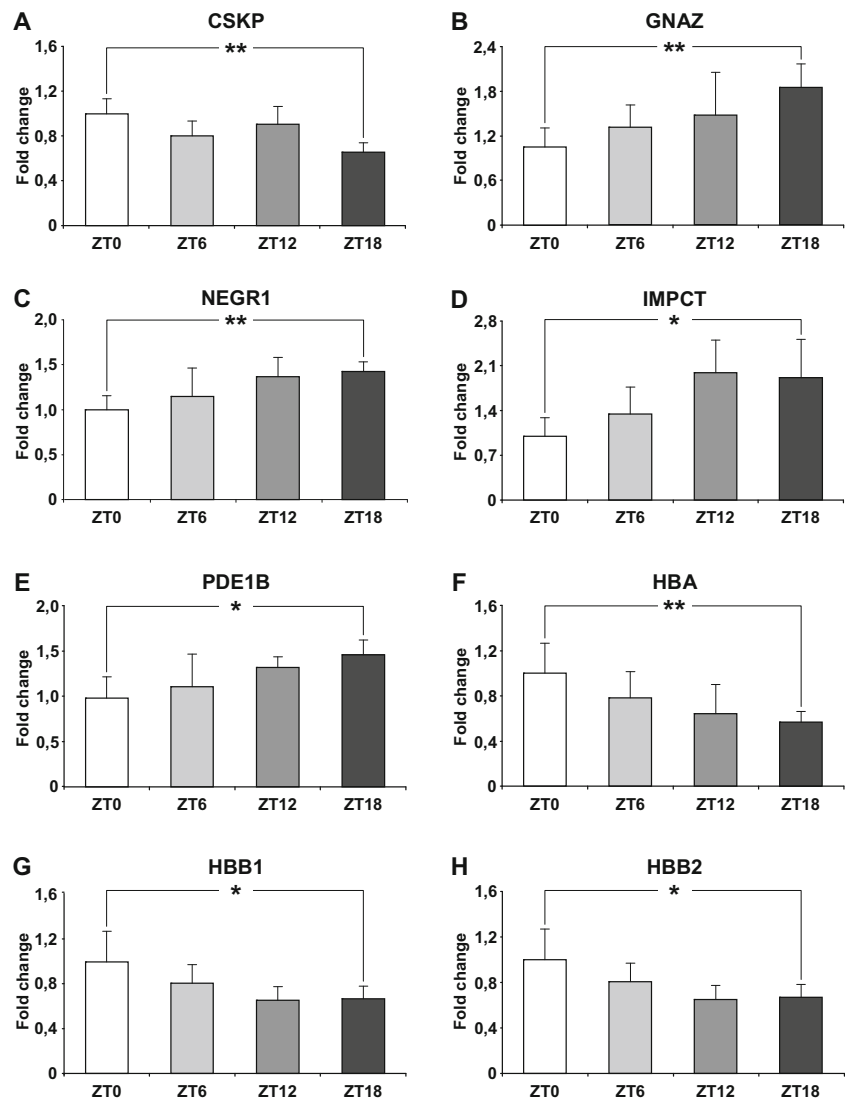 A
CSKP
Fold change
1,6
1,2
0,8
0,4
0
**
ZT0 ZT6 ZT12 ZT18
B
GNAZ
Fold change
2,4
1,8
1,2
0,6
0
**
ZT0 ZT6 ZT12 ZT18
C
NEGR1
Fold change
2,0
1,5
1,0
0,5
0
**
ZT0 ZT6 ZT12 ZT18
D
IMPCT
Fold change
2,8
2,1
1,4
0,7
0
*
ZT0 ZT6 ZT12 ZT18
E
PDE1B
Fold change
2,0
1,5
1,0
0,5
0
*
ZT0 ZT6 ZT12 ZT18
F
HBA
Fold change
1,6
1,2
0,8
0,4
0
**
ZT0 ZT6 ZT12 ZT18
G
HBB1
Fold change
1,6
1,2
0,8
0,4
0
*
ZT0 ZT6 ZT12 ZT18
H
HBB2
Fold change
1,6
1,2
0,8
0,4
0
*
ZT0 ZT6 ZT12 ZT18